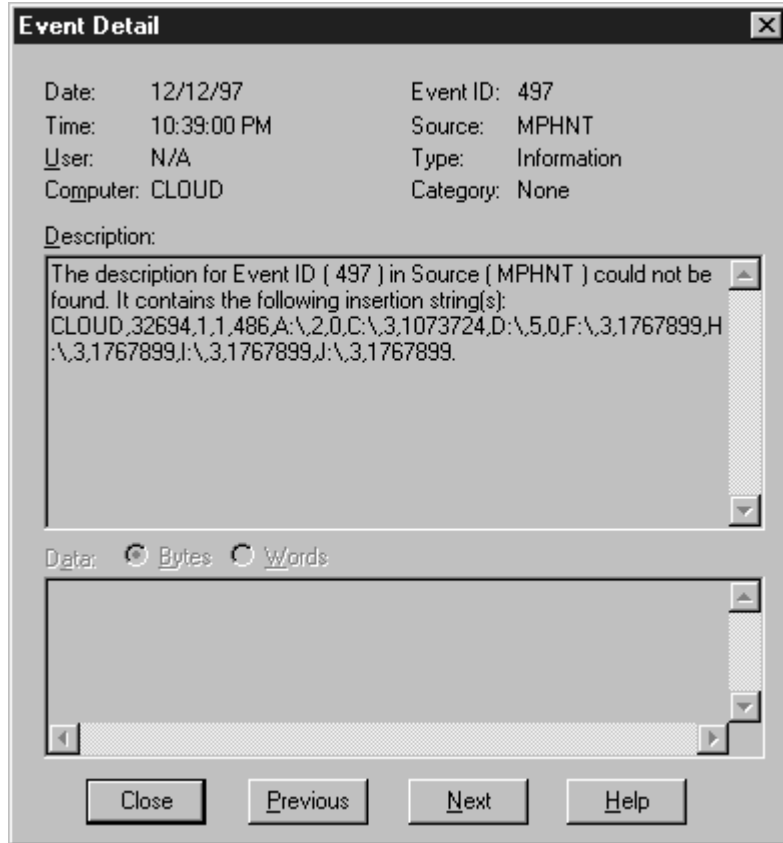 Event Detail
Date: 12/12/97 Event ID: 497
Time: 10:39:00 PM Source: MPHNT
User: N/A Type: Information
Computer: CLOUD Category: None
Description:
The description for Event ID ( 497 ) in Source ( MPHNT ) could not be
found. It contains the following insertion string(s):
CLOUD,32694,1,1,486,A:\,2,0,C:\,3,1073724,D:\,5,0,F:\,3,1767899,H
:\,3,1767899,I:\,3,1767899,J:\,3,1767899.
Data: Bytes Words
Close Previous Next Help